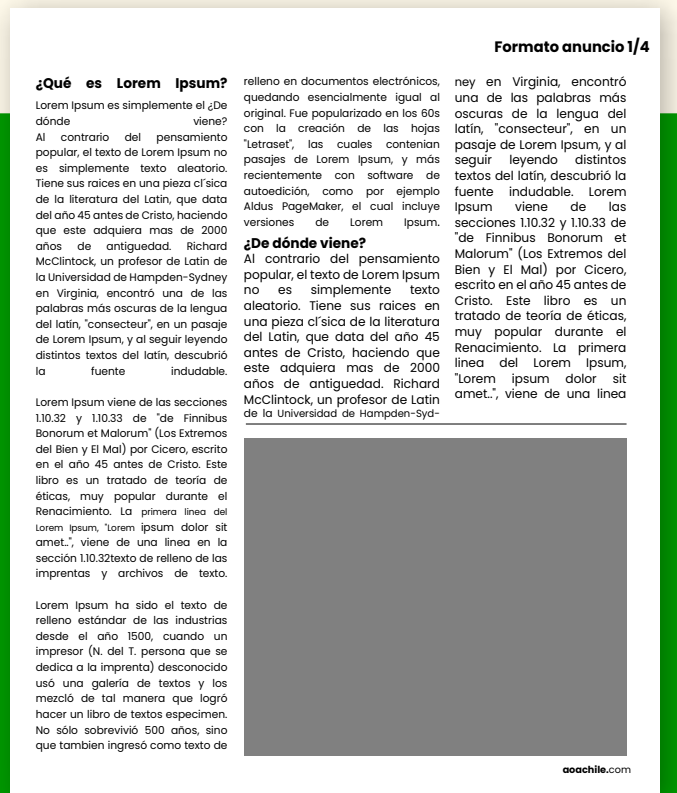 Formato anuncio 1/4
¿Qué es Lorem Ipsum?
Lorem Ipsum es simplemente el ¿De
dónde viene?
Al contrario del pensamiento
popular, el texto de Lorem Ipsum no
es simplemente texto aleatorio.
Tiene sus raices en una pieza cl´sica
de la literatura del Latin, que data
del año 45 antes de Cristo, haciendo
que este adquiera mas de 2000
años de antiguedad. Richard
McClintock, un profesor de Latin de
la Universidad de Hampden-Sydney
en Virginia, encontró una de las
palabras más oscuras de la lengua
del latín, "consecteur", en un pasaje
de Lorem Ipsum, y al seguir leyendo
distintos textos del latín, descubrió
la fuente indudable.
Lorem Ipsum viene de las secciones
1.10.32 y 1.10.33 de "de Finnibus
Bonorum et Malorum" (Los Extremos
del Bien y El Mal) por Cicero, escrito
en el año 45 antes de Cristo. Este
libro es un tratado de teoría de
éticas, muy popular durante el
Renacimiento. La primera linea del
Lorem Ipsum, "Lorem ipsum dolor sit
amet..", viene de una linea en la
sección 1.10.32texto de relleno de las
imprentas y archivos de texto.
Lorem Ipsum ha sido el texto de
relleno estándar de las industrias
desde el año 1500, cuando un
impresor (N. del T. persona que se
dedica a la imprenta) desconocido
usó una galería de textos y los
mezcló de tal manera que logró
hacer un libro de textos especimen.
No sólo sobrevivió 500 años, sino
que tambien ingresó como texto de
relleno en documentos electrónicos,
quedando esencialmente igual al
original. Fue popularizado en los 60s
con la creación de las hojas
"Letraset", las cuales contenian
pasajes de Lorem Ipsum, y más
recientemente con software de
autoedición, como por ejemplo
Aldus PageMaker, el cual incluye
versiones de Lorem Ipsum.
¿De dónde viene?
Al contrario del pensamiento
popular, el texto de Lorem Ipsum
no es simplemente texto
aleatorio. Tiene sus raices en
una pieza cl´sica de la literatura
del Latin, que data del año 45
antes de Cristo, haciendo que
este adquiera mas de 2000
años de antiguedad. Richard
McClintock, un profesor de Latin
de la Universidad de Hampden-Syd-
ney en Virginia, encontró
una de las palabras más
oscuras de la lengua del
latín, "consecteur", en un
pasaje de Lorem Ipsum, y al
seguir leyendo distintos
textos del latín, descubrió la
fuente indudable. Lorem
Ipsum viene de las
secciones 1.10.32 y 1.10.33 de
"de Finnibus Bonorum et
Malorum" (Los Extremos del
Bien y El Mal) por Cicero,
escrito en el año 45 antes de
Cristo. Este libro es un
tratado de teoría de éticas,
muy popular durante el
Renacimiento. La primera
linea del Lorem Ipsum,
"Lorem ipsum dolor sit
amet..", viene de una linea
aoachile.com